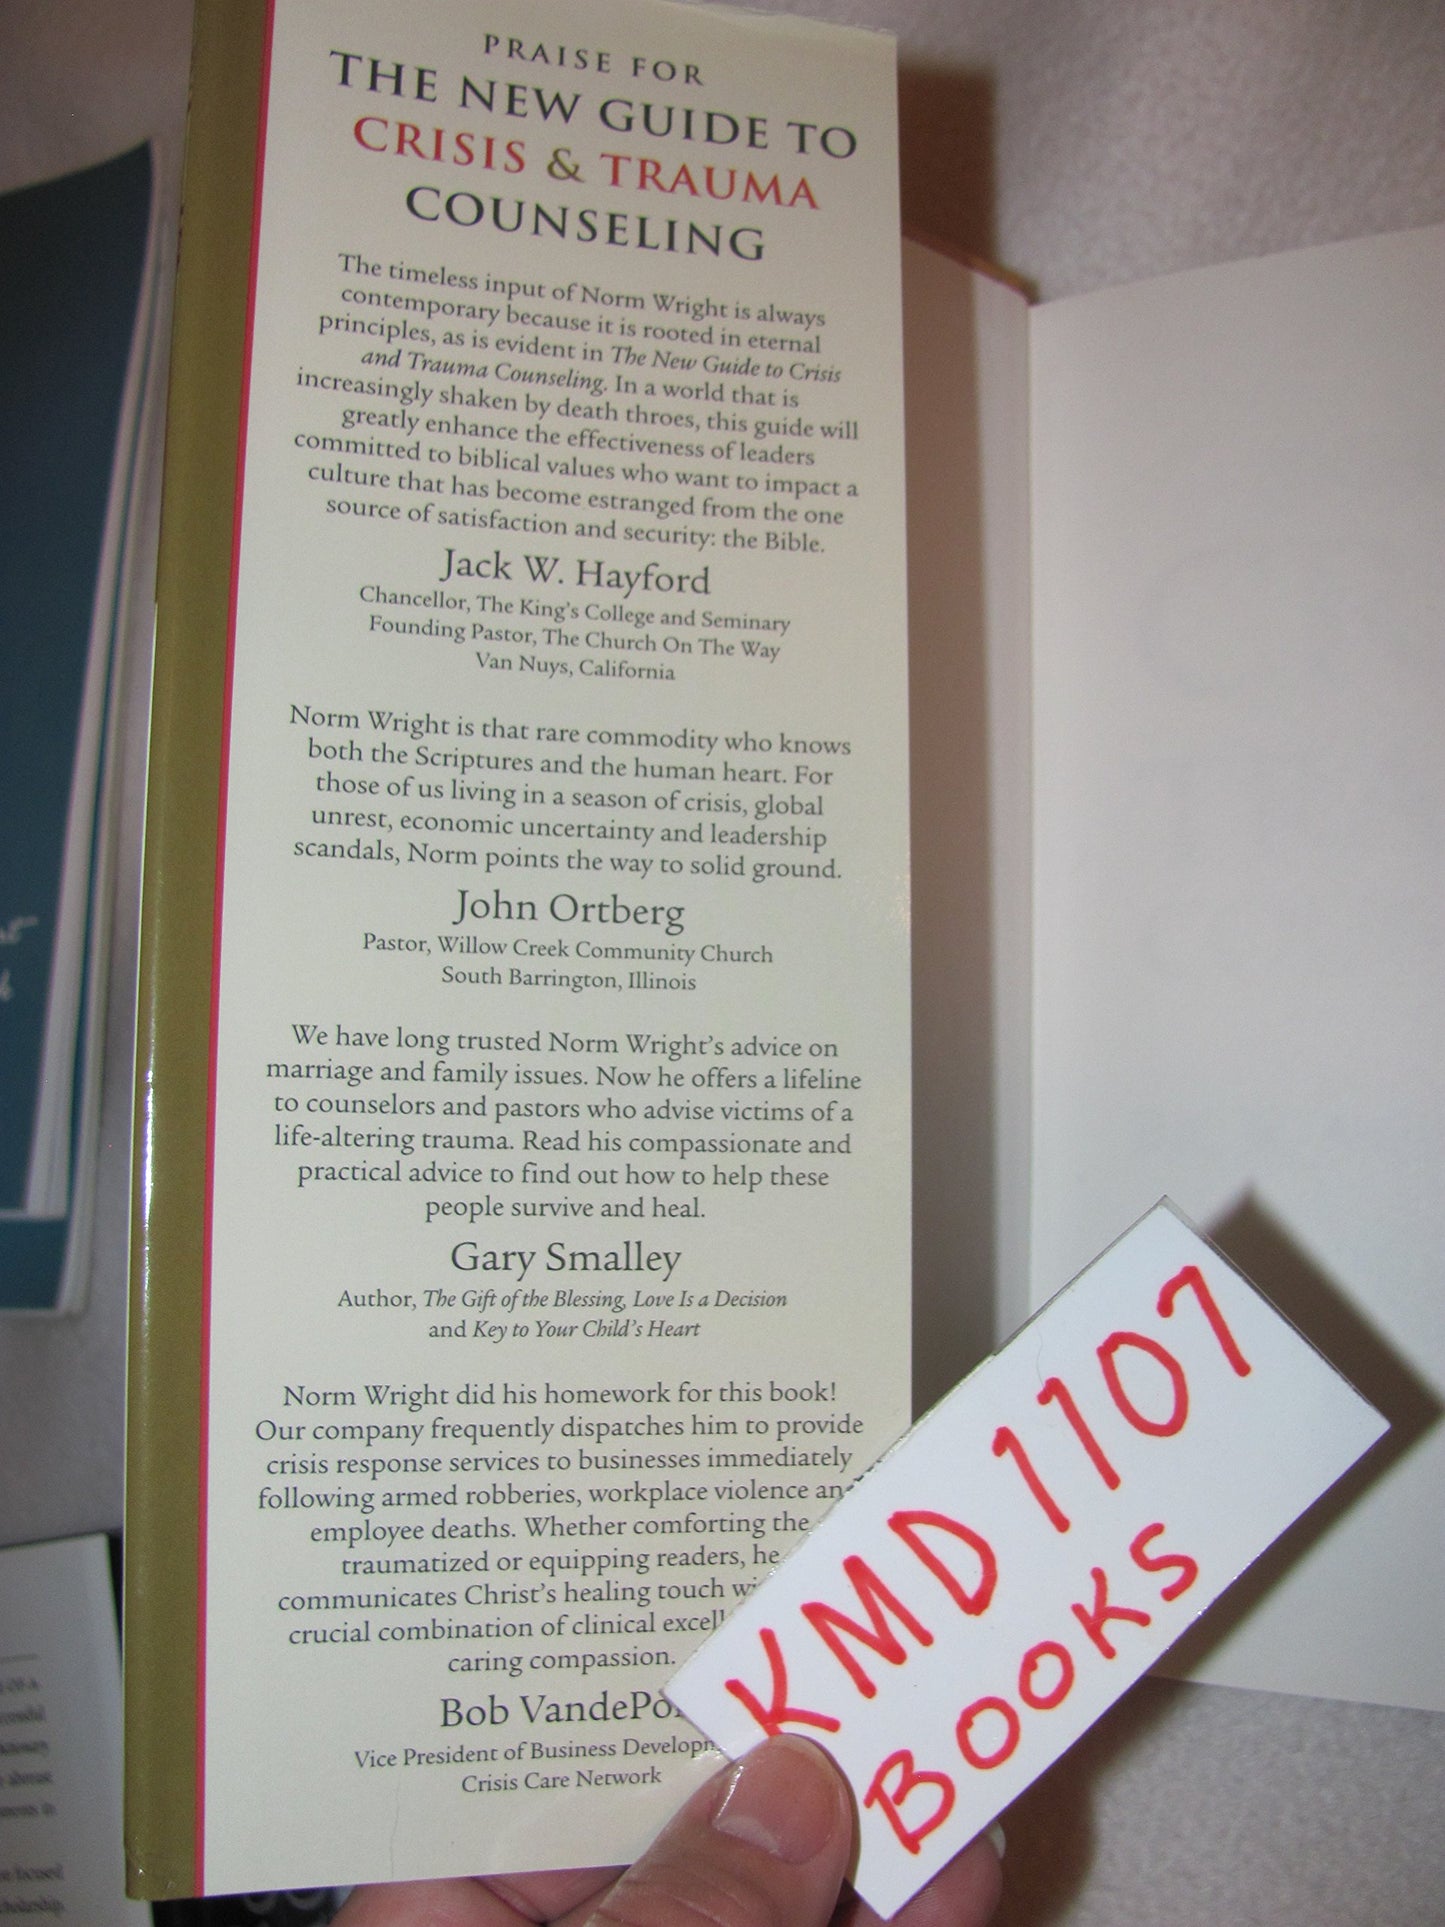 PRAISE FOR
THE NEW GUIDE TO
CRISIS & TRAUMA
COUNSELING
The timeless input of Norm Wright is always
contemporary because it is rooted in eternal
principles, as is evident in The New Guide to Crisis
and Trauma Counseling. In a world that is
increasingly shaken by death throes, this guide will
greatly enhance the effectiveness of leaders
committed to biblical values who want to impact a
culture that has become estranged from the one
source of satisfaction and security: the Bible.
Jack W. Hayford
Chancellor, The King's College and Seminary
Founding Pastor, The Church On The Way
Van Nuys, California
Norm Wright is that rare commodity who knows
both the Scriptures and the human heart. For
those of us living in a season of crisis, global
unrest, economic uncertainty and leadership
scandals, Norm points the way to solid ground.
John Ortberg
Pastor, Willow Creek Community Church
South Barrington, Illinois
We have long trusted Norm Wright's advice on
marriage and family issues. Now he offers a lifeline
to counselors and pastors who advise victims of a
life-altering trauma. Read his compassionate and
practical advice to find out how to help these
people survive and heal.
Gary Smalley
Author, The Gift of the Blessing, Love Is a Decision
and Key to Your Child's Heart
Norm Wright did his homework for this book!
Our company frequently dispatches him to provide
crisis response services to businesses immediately
following armed robberies, workplace violence and
employee deaths. Whether comforting the
traumatized or equipping readers, he
communicates Christ's healing touch
crucial combination of clinical
caring compassion.
Bob
Vice President of Business
Crisis Care Network
KMD 1107
BOOKS